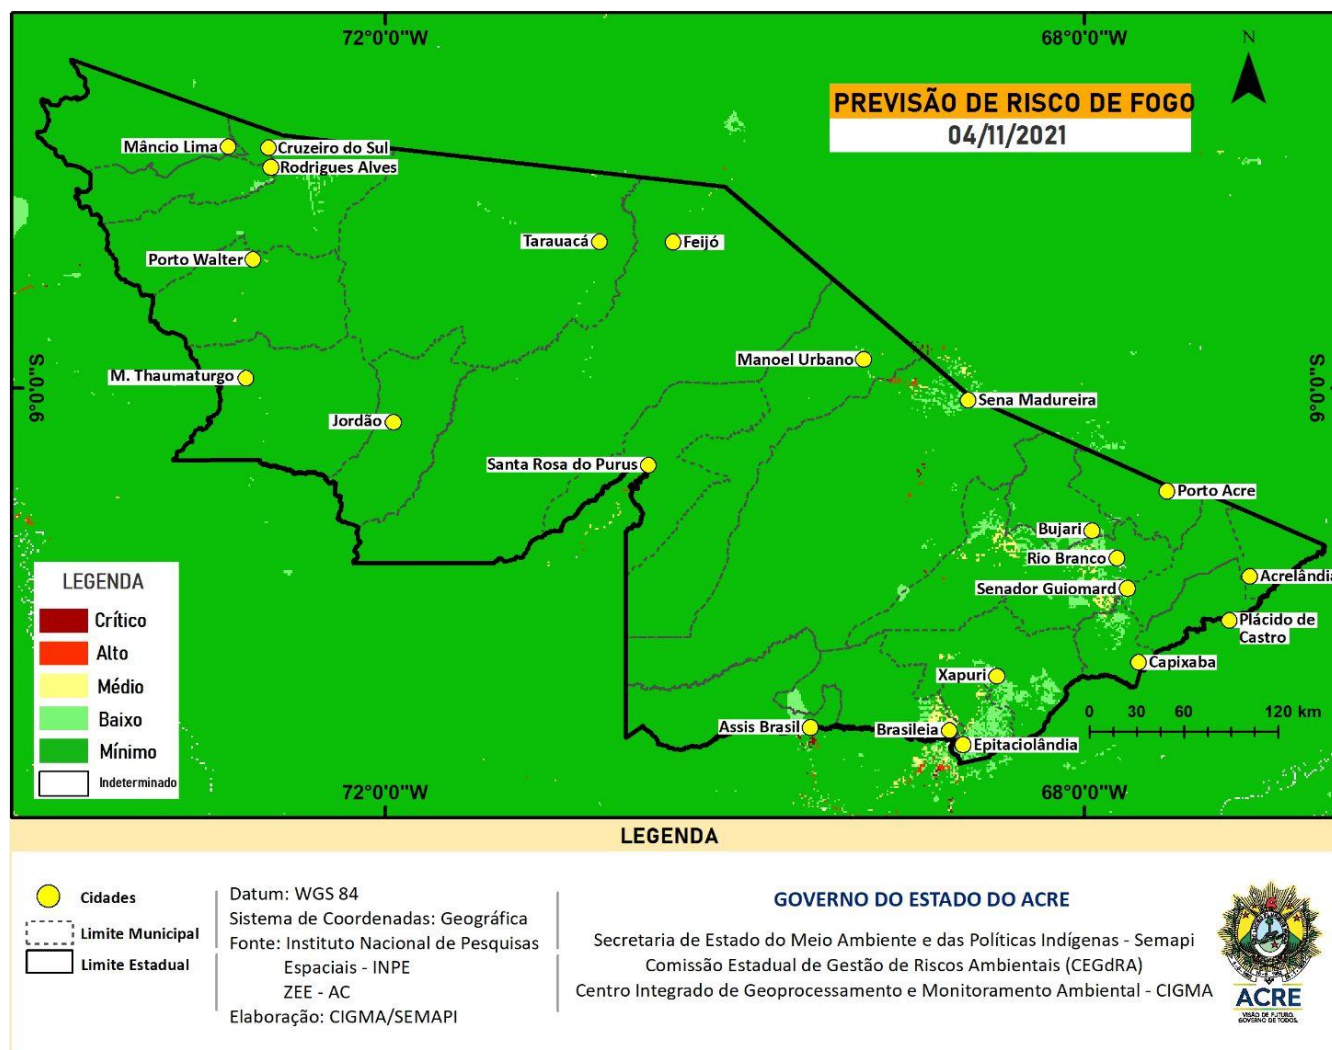 72°0'0"W
68°0'0"W
N
PREVISÃO DE RISCO DE FOGO
04/11/2021
Mâncio Lima
Cruzeiro do Sul
Rodrigues Alves
Tarauacá
Feijó
Porto Walter
Manoel Urbano
9°0'0"S
9°0'0"S
M. Thaumaturgo
Sena Madureira
Jordão
Santa Rosa do Purus
Porto Acre
Bujari
Rio Branco
Acrelândia
Senador Guiomard
Plácido de
Castro
Capixaba
Xapuri
Assis Brasil
Brasileia
Epitaciolândia
0 30 60 120 km
LEGENDA
Crítico
Alto
Médio
Baixo
Mínimo
Indeterminado
72°0'0"W
68°0'0"W
LEGENDA
Cidades
Limite Municipal
Limite Estadual
Datum: WGS 84
Sistema de Coordenadas: Geográfica
Fonte: Instituto Nacional de Pesquisas
Espaciais - INPE
ZEE - AC
Elaboração: CIGMA/SEMAPI
GOVERNO DO ESTADO DO ACRE
Secretaria de Estado do Meio Ambiente e das Políticas Indígenas - Semapi
Comissão Estadual de Gestão de Riscos Ambientais (CEGdRA)
Centro Integrado de Geoprocessamento e Monitoramento Ambiental - CIGMA
ACRE
VISÃO DE FUTURO,
GOVERNO DE TODOS.